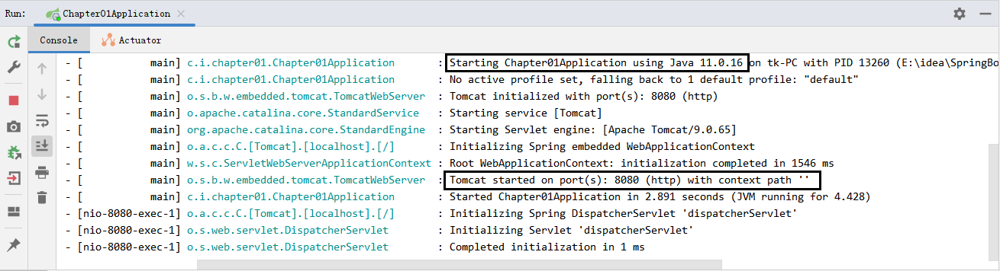 Run: Chapter01Application
Console Actuator
- [ main] c.i.chapter01.Chapter01Application : Starting Chapter01Application using Java 11.0.16 on tk-PC with PID 13260 (E:\idea\SpringBo
- [ main] c.i.chapter01.Chapter01Application : No active profile set, falling back to 1 default profile: "default"
- [ main] o.s.b.w.embedded.tomcat.TomcatWebServer : Tomcat initialized with port(s): 8080 (http)
- [ main] o.apache.catalina.core.StandardService : Starting service [Tomcat]
- [ main] org.apache.catalina.core.StandardEngine : Starting Servlet engine: [Apache Tomcat/9.0.65]
- [ main] o.a.c.c.C.[Tomcat].[localhost].[/] : Initializing Spring embedded WebApplicationContext
- [ main] w.s.c.ServletWebServerApplicationContext : Root WebApplicationContext: initialization completed in 1546 ms
- [ main] o.s.b.w.embedded.tomcat.TomcatWebServer : Tomcat started on port(s): 8080 (http) with context path ''
- [ main] c.i.chapter01.Chapter01Application : Started Chapter01Application in 2.891 seconds (JVM running for 4.428)
- [nio-8080-exec-1] o.a.c.c.C.[Tomcat].[localhost].[/] : Initializing Spring DispatcherServlet 'dispatcherServlet'
- [nio-8080-exec-1] o.s.web.servlet.DispatcherServlet : Initializing Servlet 'dispatcherServlet'
- [nio-8080-exec-1] o.s.web.servlet.DispatcherServlet : Completed initialization in 1 ms